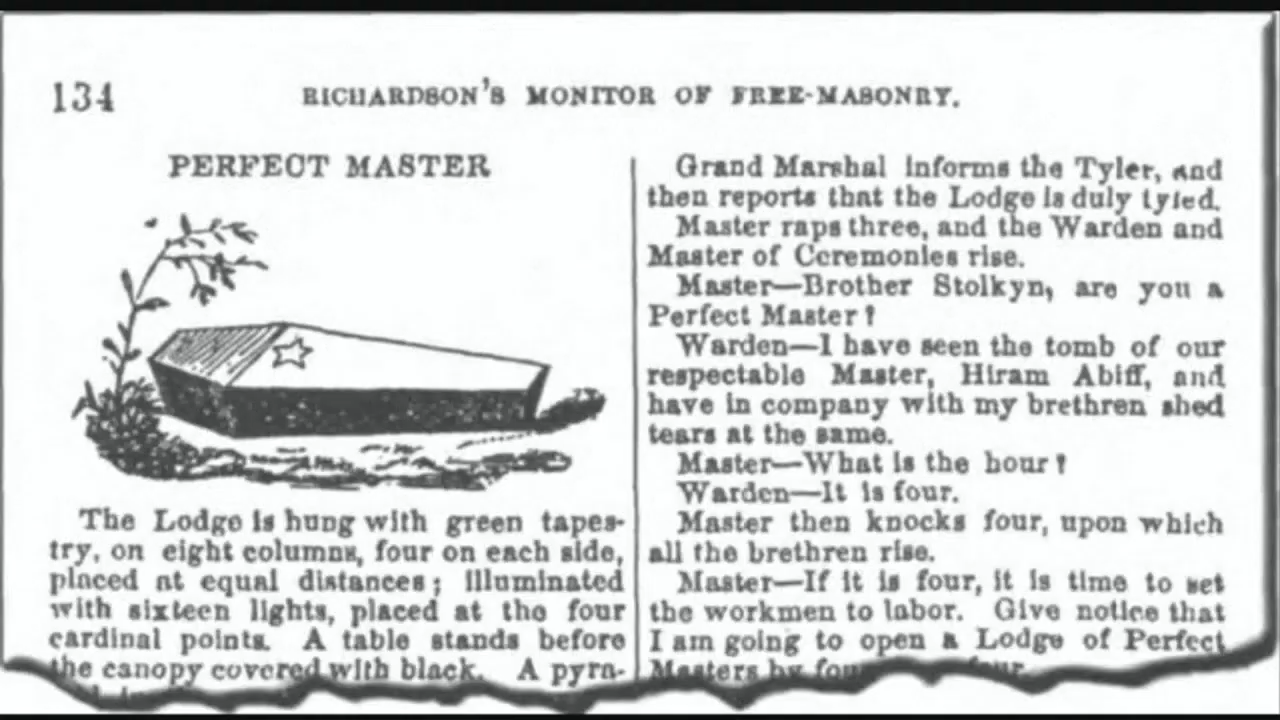 134
RICHARDSON'S MONITOR OF FREE-MASONRY.
PERFECT MASTER
The Lodge is hung with green tapes-
try, on eight columns, four on each side,
placed at equal distances; illuminated
with sixteen lights, placed at the four
cardinal points. A table stands before
the canopy covered with black. A pyra-
Grand Marshal informs the Tyler, and
then reports that the Lodge is duly tyled.
Master raps three, and the Warden and
Master of Ceremonies rise.
Master—Brother Stolkyn, are you a
Perfect Master?
Warden—I have seen the tomb of our
respectable Master, Hiram Abiff, and
have in company with my brethren shed
tears at the same.
Master—What is the hour?
Warden—It is four.
Master then knocks four, upon which
all the brethren rise.
Master—If it is four, it is time to set
the workmen to labor. Give notice that
I am going to open a Lodge of Perfect
Masters by four